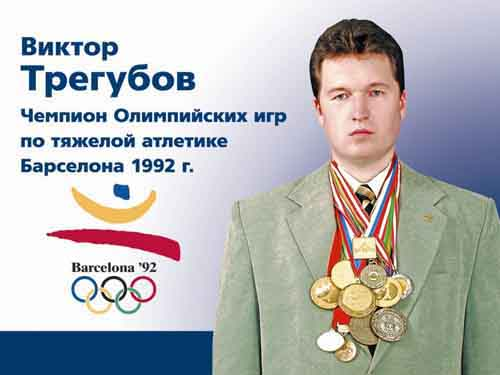 Виктор
Трегубов
Чемпион Олимпийских игр
по тяжелой атлетике
Барселона 1992 г.
Barcelona '92